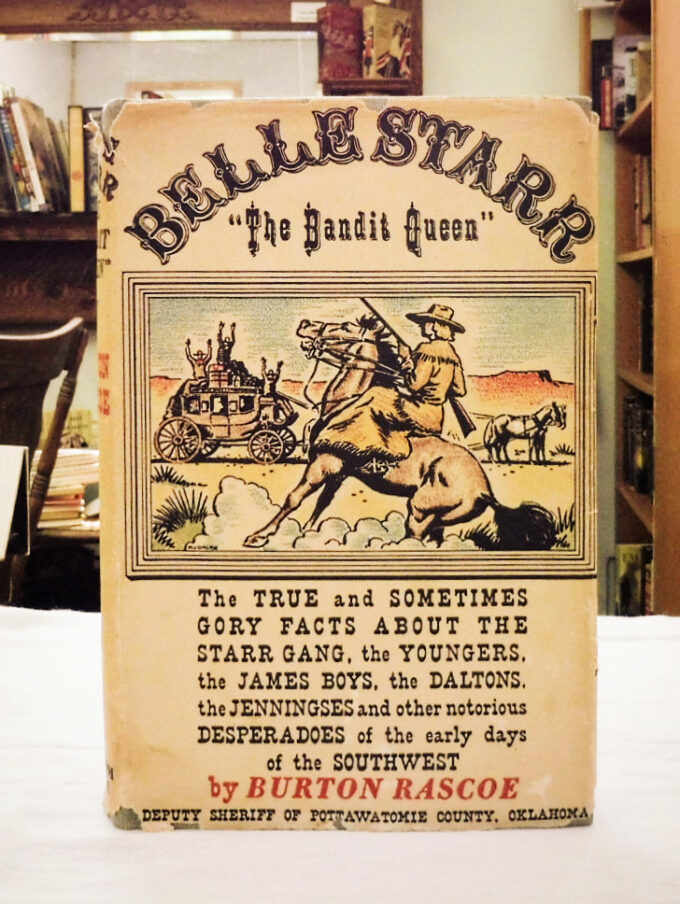 BELLE STARR
"The Bandit Queen"
The TRUE and SOMETIMES
GORY FACTS ABOUT THE
STARR GANG, the YOUNGERS,
the JAMES BOYS, the DALTONS,
the JENNINGSES and other notorious
DESPERADOES of the early days
of the SOUTHWEST
by BURTON RASCOE
DEPUTY SHERIFF OF POTTAWATOMIE COUNTY, OKLAHOMA